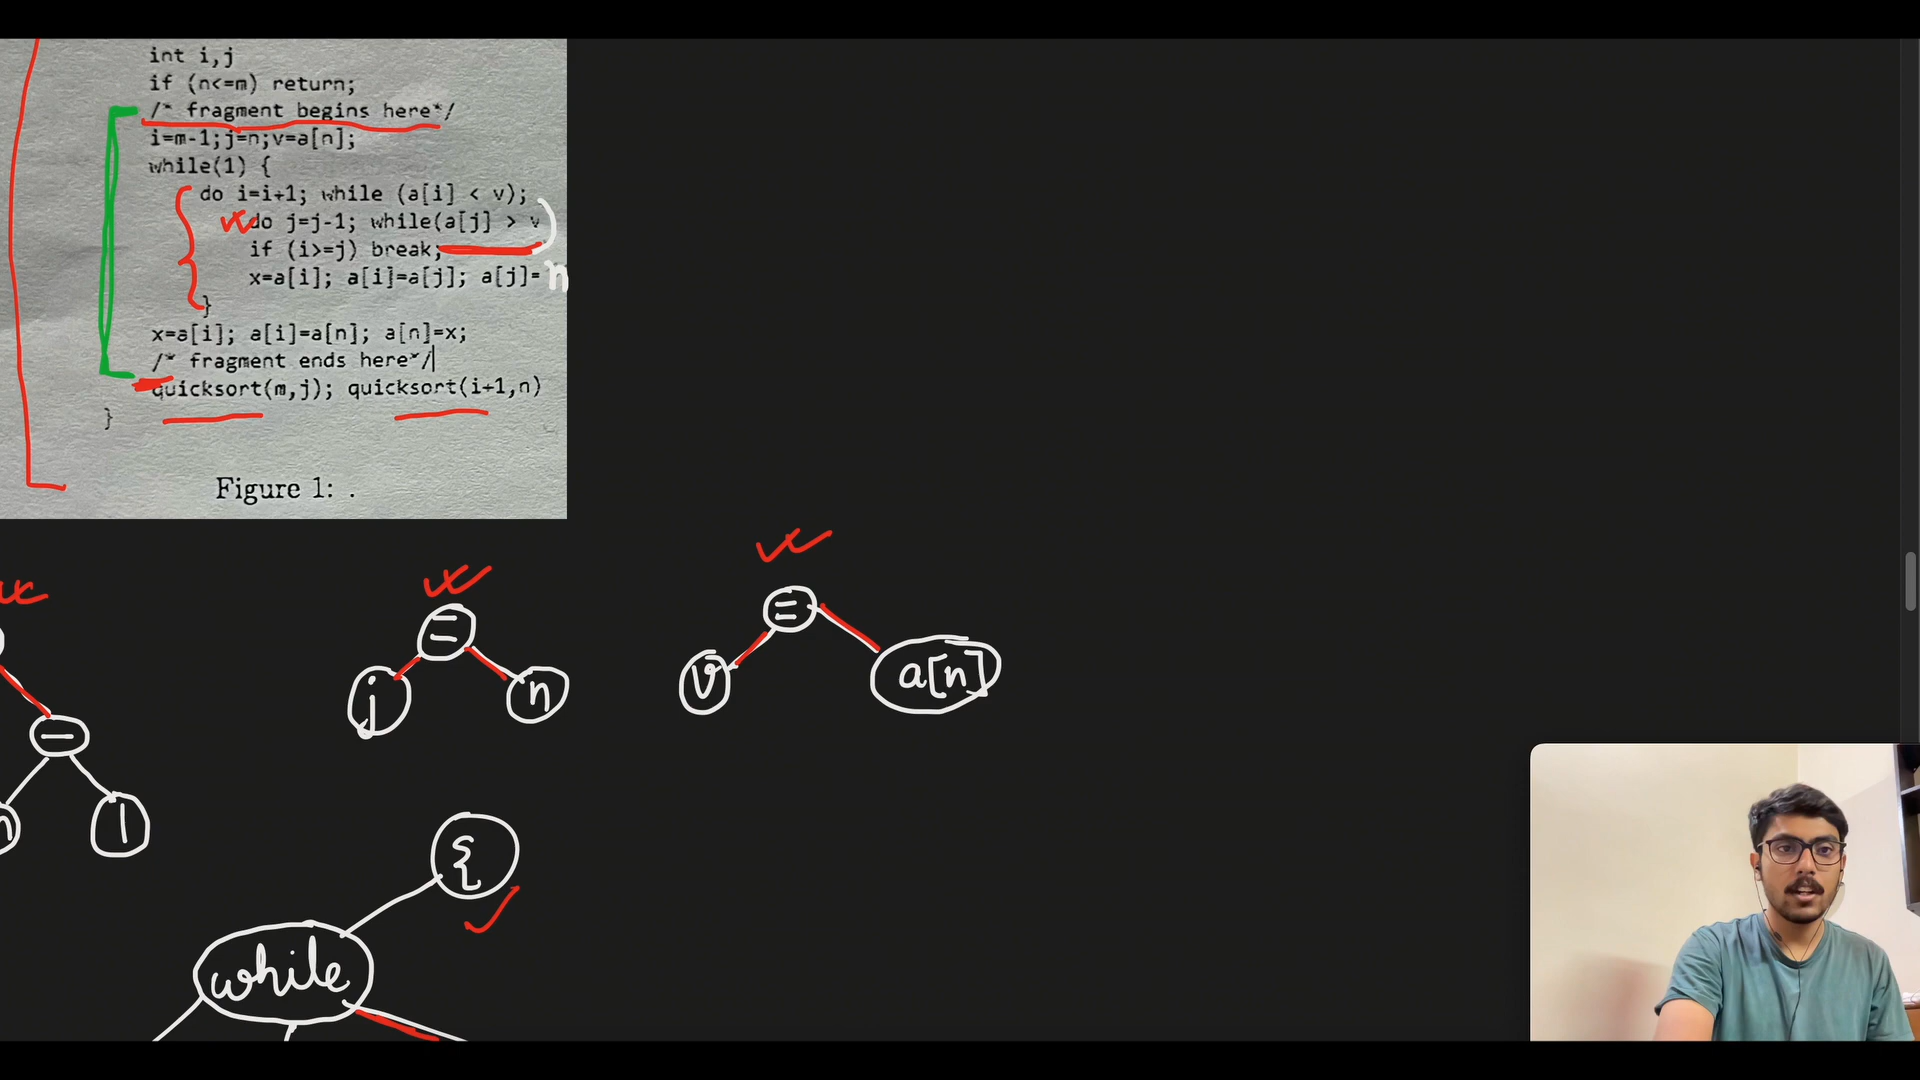 int i,j
if (n<=m) return;
/* fragment begins here*/
i=m-1;j=n;v=a[n];
while(1) {
do i=i+1; while (a[i] < v);
do j=j-1; while(a[j] > v
if (i>=j) break;
x=a[i]; a[i]=a[j]; a[j]=
n
}
x=a[i]; a[i]=a[n]; a[n]=x;
/* fragment ends here*/
quicksort(m,j); quicksort(i+1,n)
}
Figure 1: .
= =
j n v a[n]
-
1
{
while